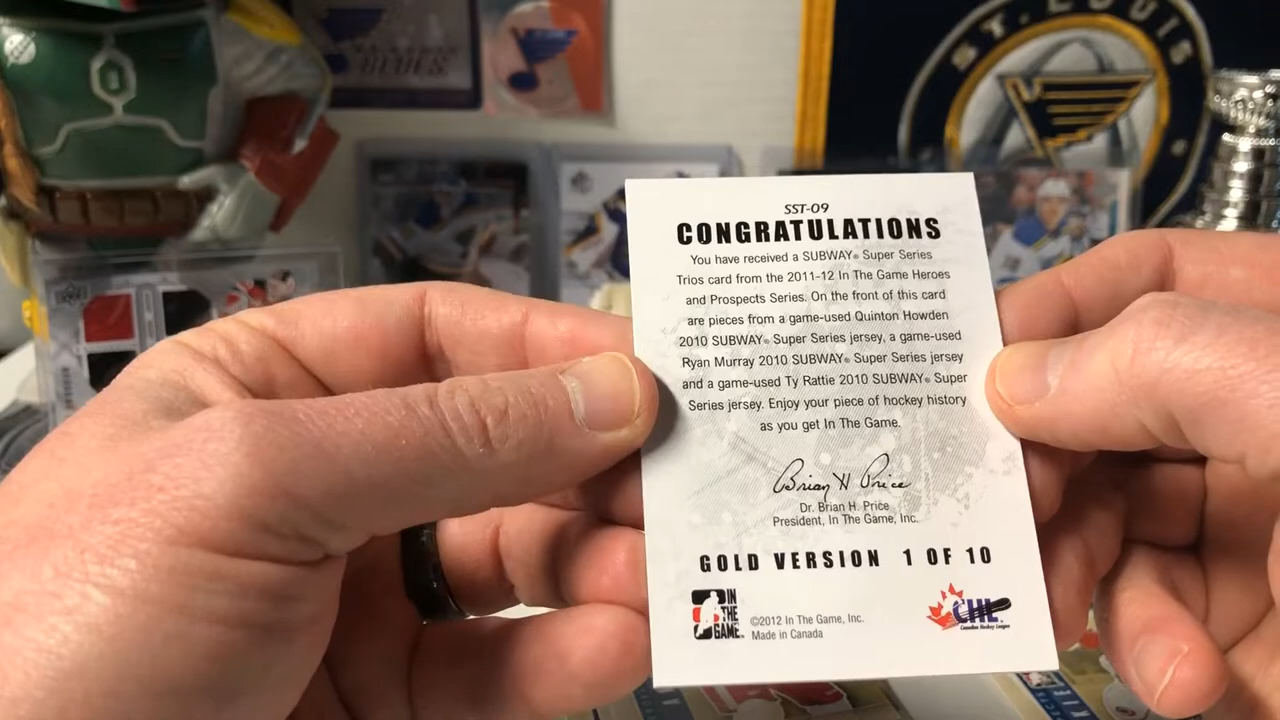 ST. LOUIS
BLUES
SST-09
CONGRATULATIONS
You have received a SUBWAY® Super Series
Trios card from the 2011-12 In The Game Heroes
and Prospects Series. On the front of this card
are pieces from a game-used Quinton Howden
2010 SUBWAY® Super Series jersey, a game-used
Ryan Murray 2010 SUBWAY® Super Series jersey
and a game-used Ty Rattie 2010 SUBWAY® Super
Series jersey. Enjoy your piece of hockey history
as you get In The Game.
Brian H Price
Dr. Brian H. Price
President, In The Game, Inc.
GOLD VERSION 1 OF 10
IN
THE
GAME
©2012 In The Game, Inc.
Made in Canada
CHL
Canadian Hockey League